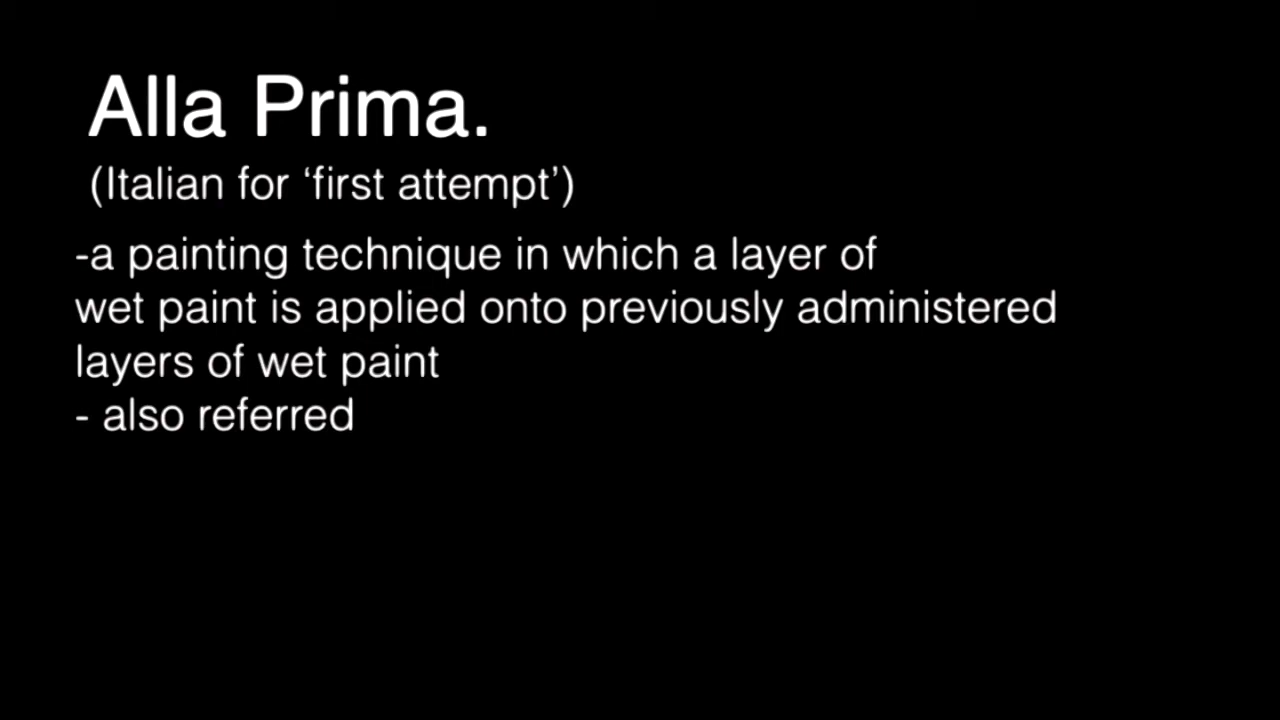 Alla Prima.
(Italian for ‘first attempt’)
-a painting technique in which a layer of
wet paint is applied onto previously administered
layers of wet paint
- also referred